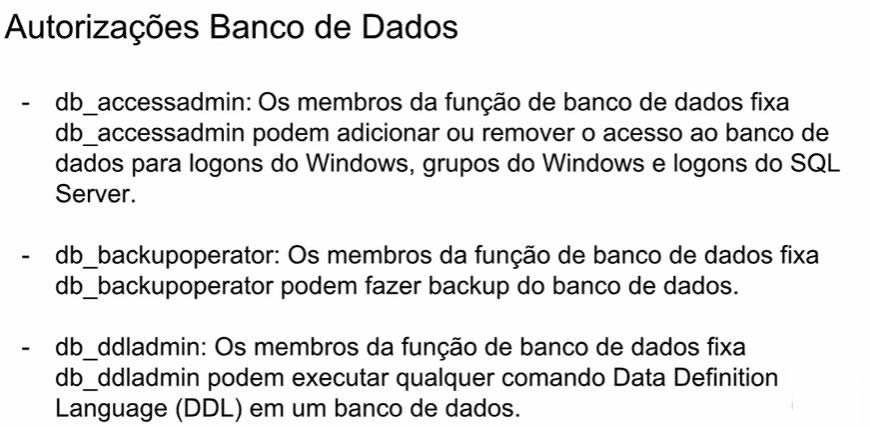 Autorizações Banco de Dados
- db_accessadmin: Os membros da função de banco de dados fixa
db_accessadmin podem adicionar ou remover o acesso ao banco de
dados para logons do Windows, grupos do Windows e logons do SQL
Server.
- db_backupoperator: Os membros da função de banco de dados fixa
db_backupoperator podem fazer backup do banco de dados.
- db_ddladmin: Os membros da função de banco de dados fixa
db_ddladmin podem executar qualquer comando Data Definition
Language (DDL) em um banco de dados.